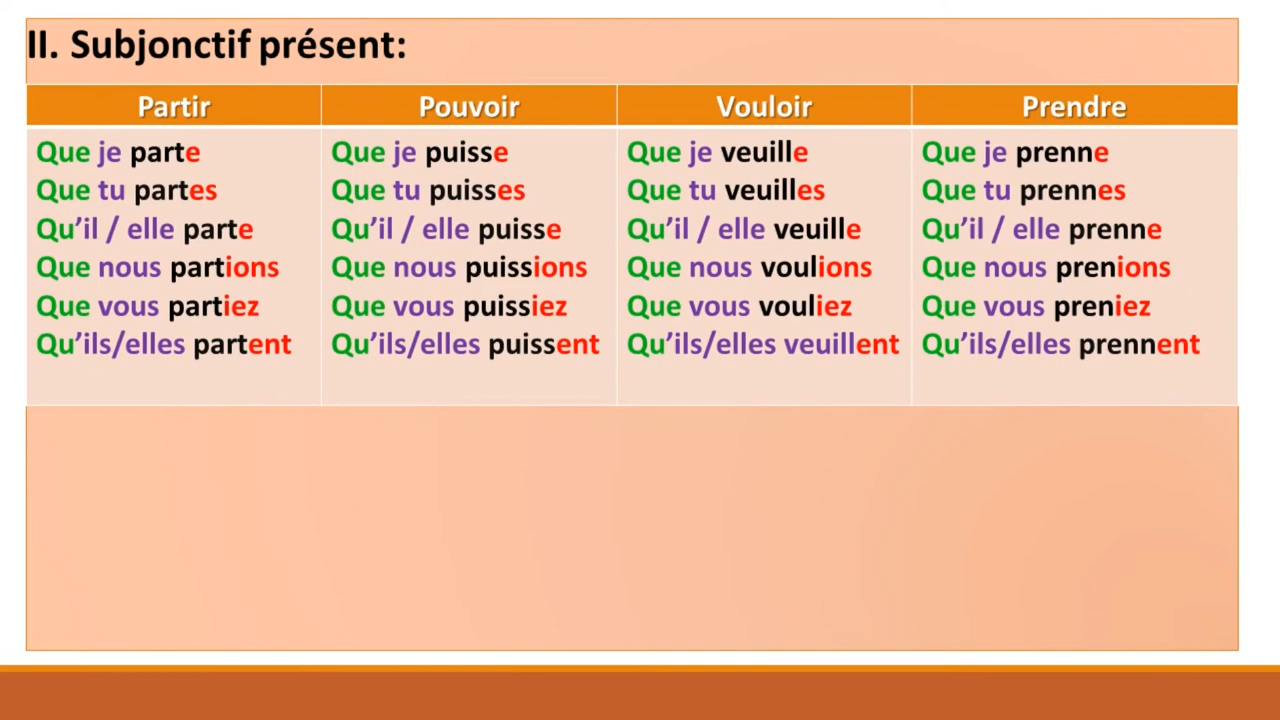 II. Subjonctif présent:
Partir
Pouvoir
Vouloir
Prendre
Que je parte
Que tu partes
Qu’il / elle parte
Que nous partions
Que vous partiez
Qu’ils/elles partent
Que je puisse
Que tu puisses
Qu’il / elle puisse
Que nous puissions
Que vous puissiez
Qu’ils/elles puissent
Que je veuille
Que tu veuilles
Qu’il / elle veuille
Que nous voulions
Que vous vouliez
Qu’ils/elles veuillent
Que je prenne
Que tu prennes
Qu’il / elle prenne
Que nous prenions
Que vous preniez
Qu’ils/elles prennent